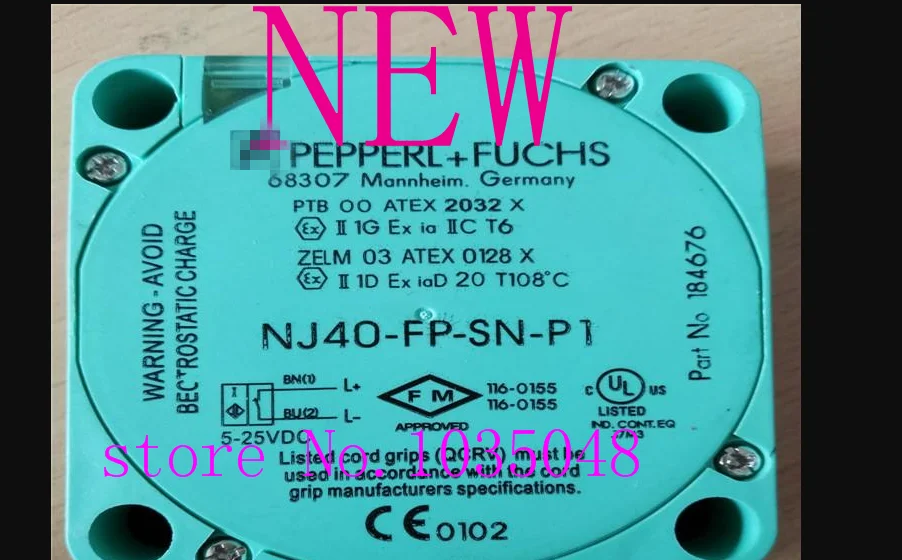 NEW
PEPPERL+FUCHS
68307 Mannheim. Germany
PTB 00 ATEX 2032 X
Ex II 1G Ex ia IIC T6
ZELM 03 ATEX 0128 X
Ex II 1D Ex iaD 20 T108°C
WARNING - AVOID
BECTROSTATIC CHARGE
Part No 184676
NJ40-FP-SN-P1
BN(1) L+
I
BU(2) L-
5-25VDC
FM
APPROVED
116-0155
116-0155
C UL US
LISTED
IND. CONT. EQ
store No. 1035048
Listed cord grips (QCRV) must be
used in accordance with the cord
grip manufacturers specifications.
CE 0102